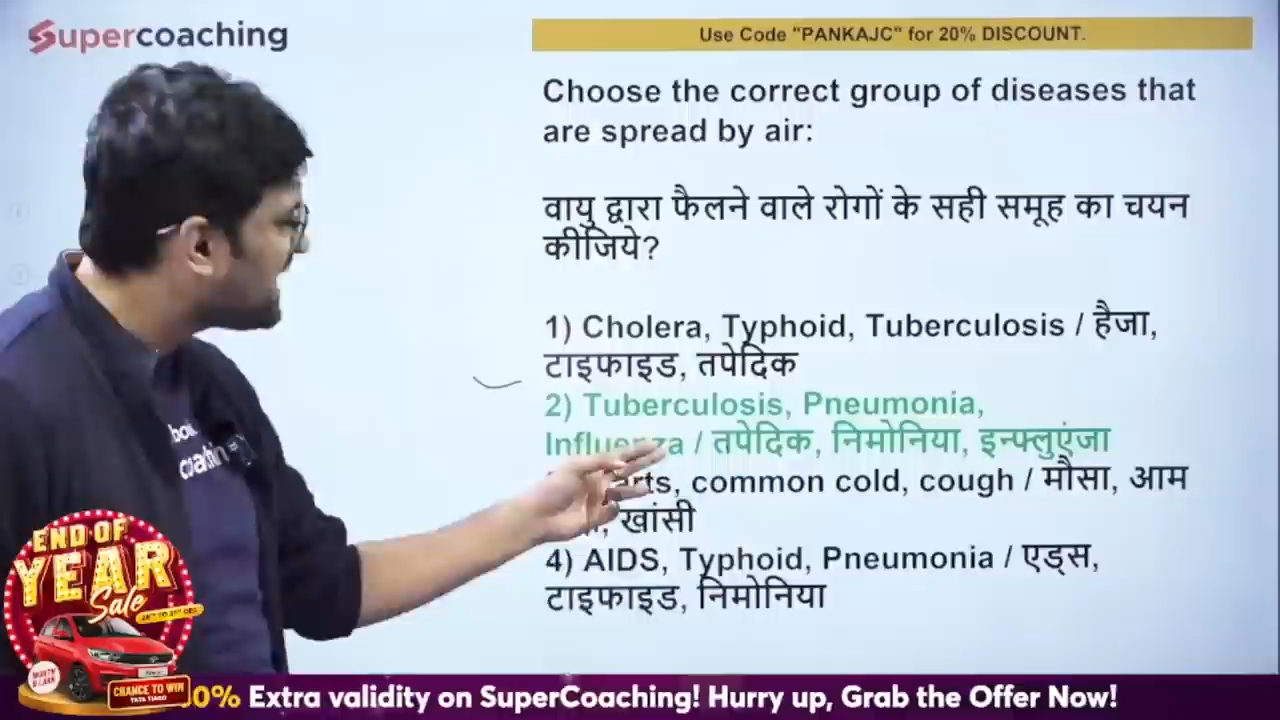 Supercoaching
Use Code "PANKAJC" for 20% DISCOUNT.
Choose the correct group of diseases that
are spread by air:
वायु द्वारा फैलने वाले रोगों के सही समूह का चयन
कीजिये?
1) Cholera, Typhoid, Tuberculosis / हैजा,
टाइफाइड, तपेदिक
2) Tuberculosis, Pneumonia,
Influenza / तपेदिक, निमोनिया, इन्फ्लुएंजा
common cold, cough / मौसा, आम
खांसी
4) AIDS, Typhoid, Pneumonia / एड्स,
टाइफाइड, निमोनिया
END OF
YEAR
Sale
CHANCE TO WIN
TATA TIAGO
0% Extra validity on SuperCoaching! Hurry up, Grab the Offer Now!